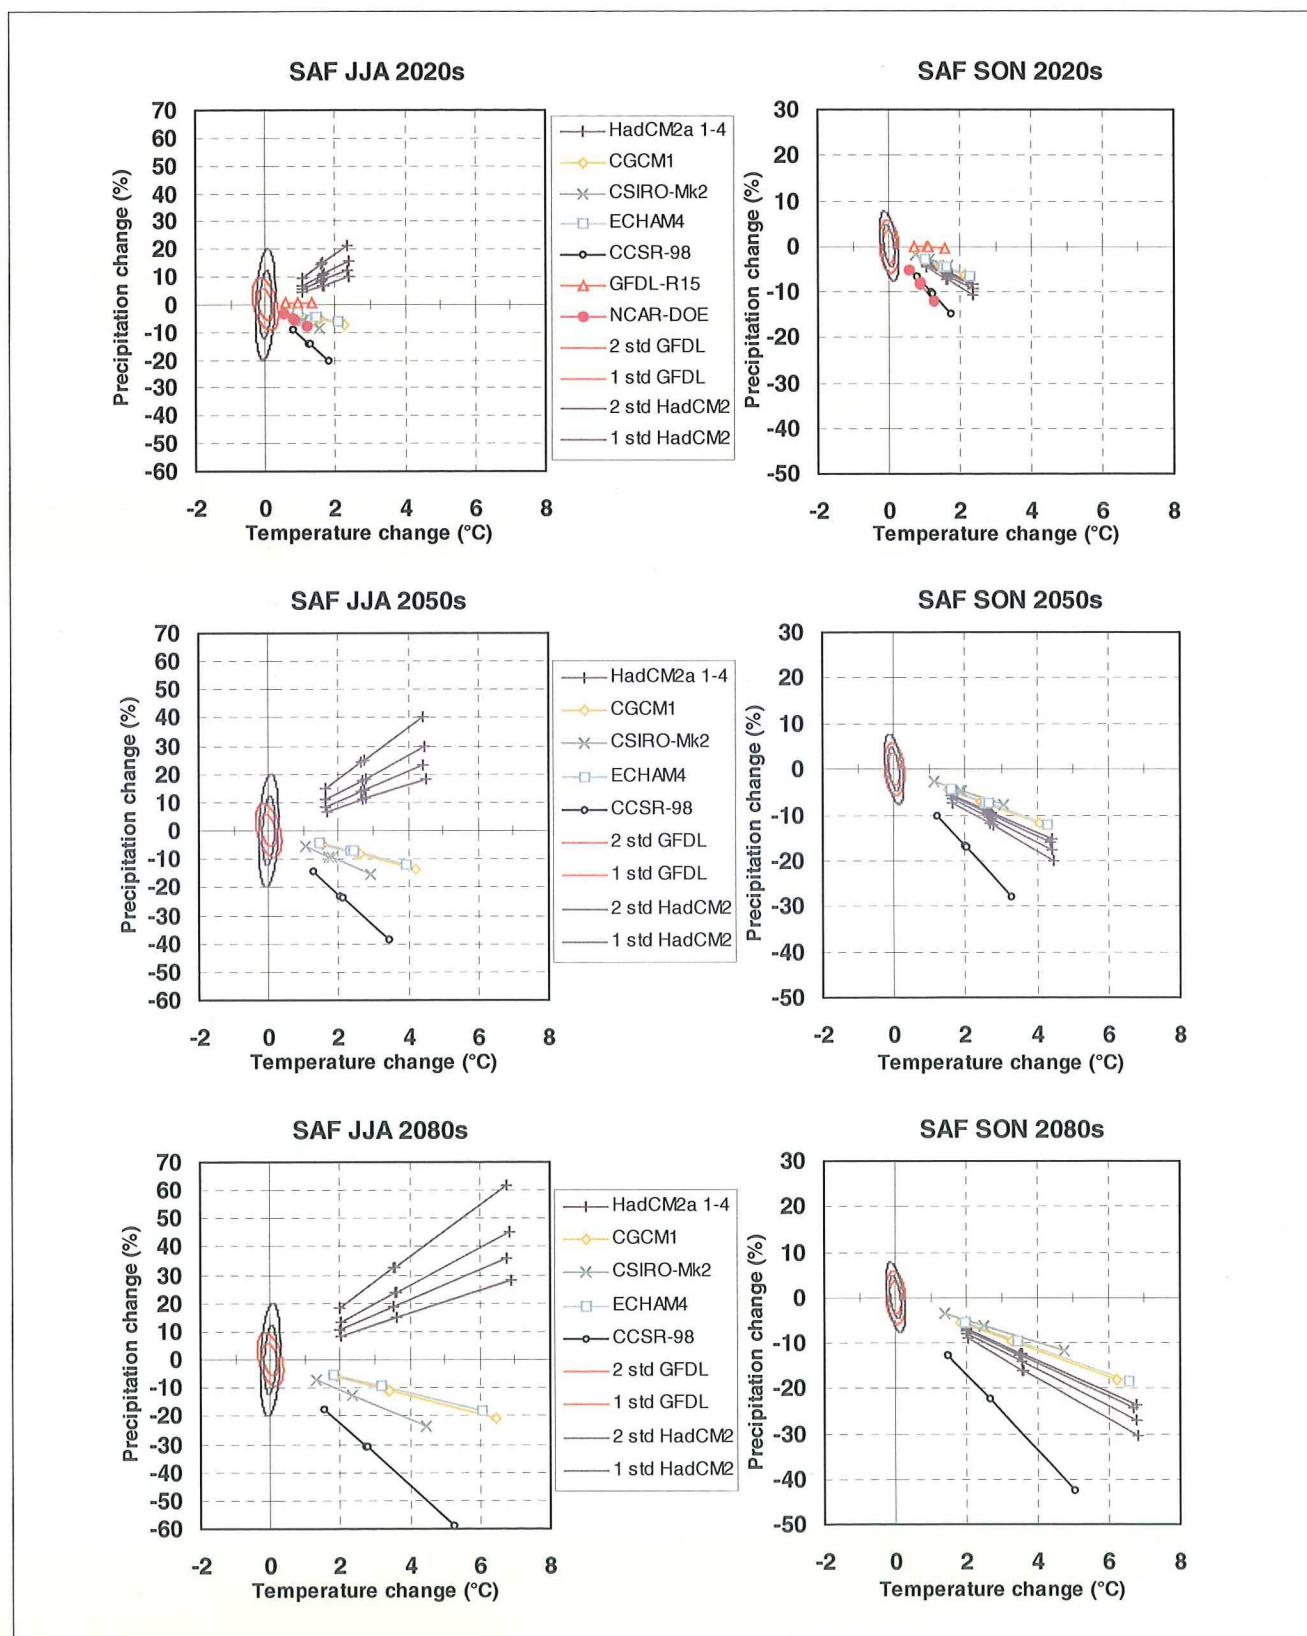 SAF JJA 2020s
70
60
50
40
30
20
10
0
-10
-20
-30
-40
-50
-60
Precipitation change (%)
-2 0 2 4 6 8
Temperature change (°C)
HadCM2a 1-4
CGCM1
CSIRO-Mk2
ECHAM4
CCSR-98
GFDL-R15
NCAR-DOE
2 std GFDL
1 std GFDL
2 std HadCM2
1 std HadCM2
SAF SON 2020s
30
20
10
0
-10
-20
-30
-40
-50
Precipitation change (%)
-2 0 2 4 6 8
Temperature change (°C)
SAF JJA 2050s
70
60
50
40
30
20
10
0
-10
-20
-30
-40
-50
-60
Precipitation change (%)
-2 0 2 4 6 8
Temperature change (°C)
HadCM2a 1-4
CGCM1
CSIRO-Mk2
ECHAM4
CCSR-98
2 std GFDL
1 std GFDL
2 std HadCM2
1 std HadCM2
SAF SON 2050s
30
20
10
0
-10
-20
-30
-40
-50
Precipitation change (%)
-2 0 2 4 6 8
Temperature change (°C)
SAF JJA 2080s
70
60
50
40
30
20
10
0
-10
-20
-30
-40
-50
-60
Precipitation change (%)
-2 0 2 4 6 8
Temperature change (°C)
HadCM2a 1-4
CGCM1
CSIRO-Mk2
ECHAM4
CCSR-98
2 std GFDL
1 std GFDL
2 std HadCM2
1 std HadCM2
SAF SON 2080s
30
20
10
0
-10
-20
-30
-40
-50
Precipitation change (%)
-2 0 2 4 6 8
Temperature change (°C)